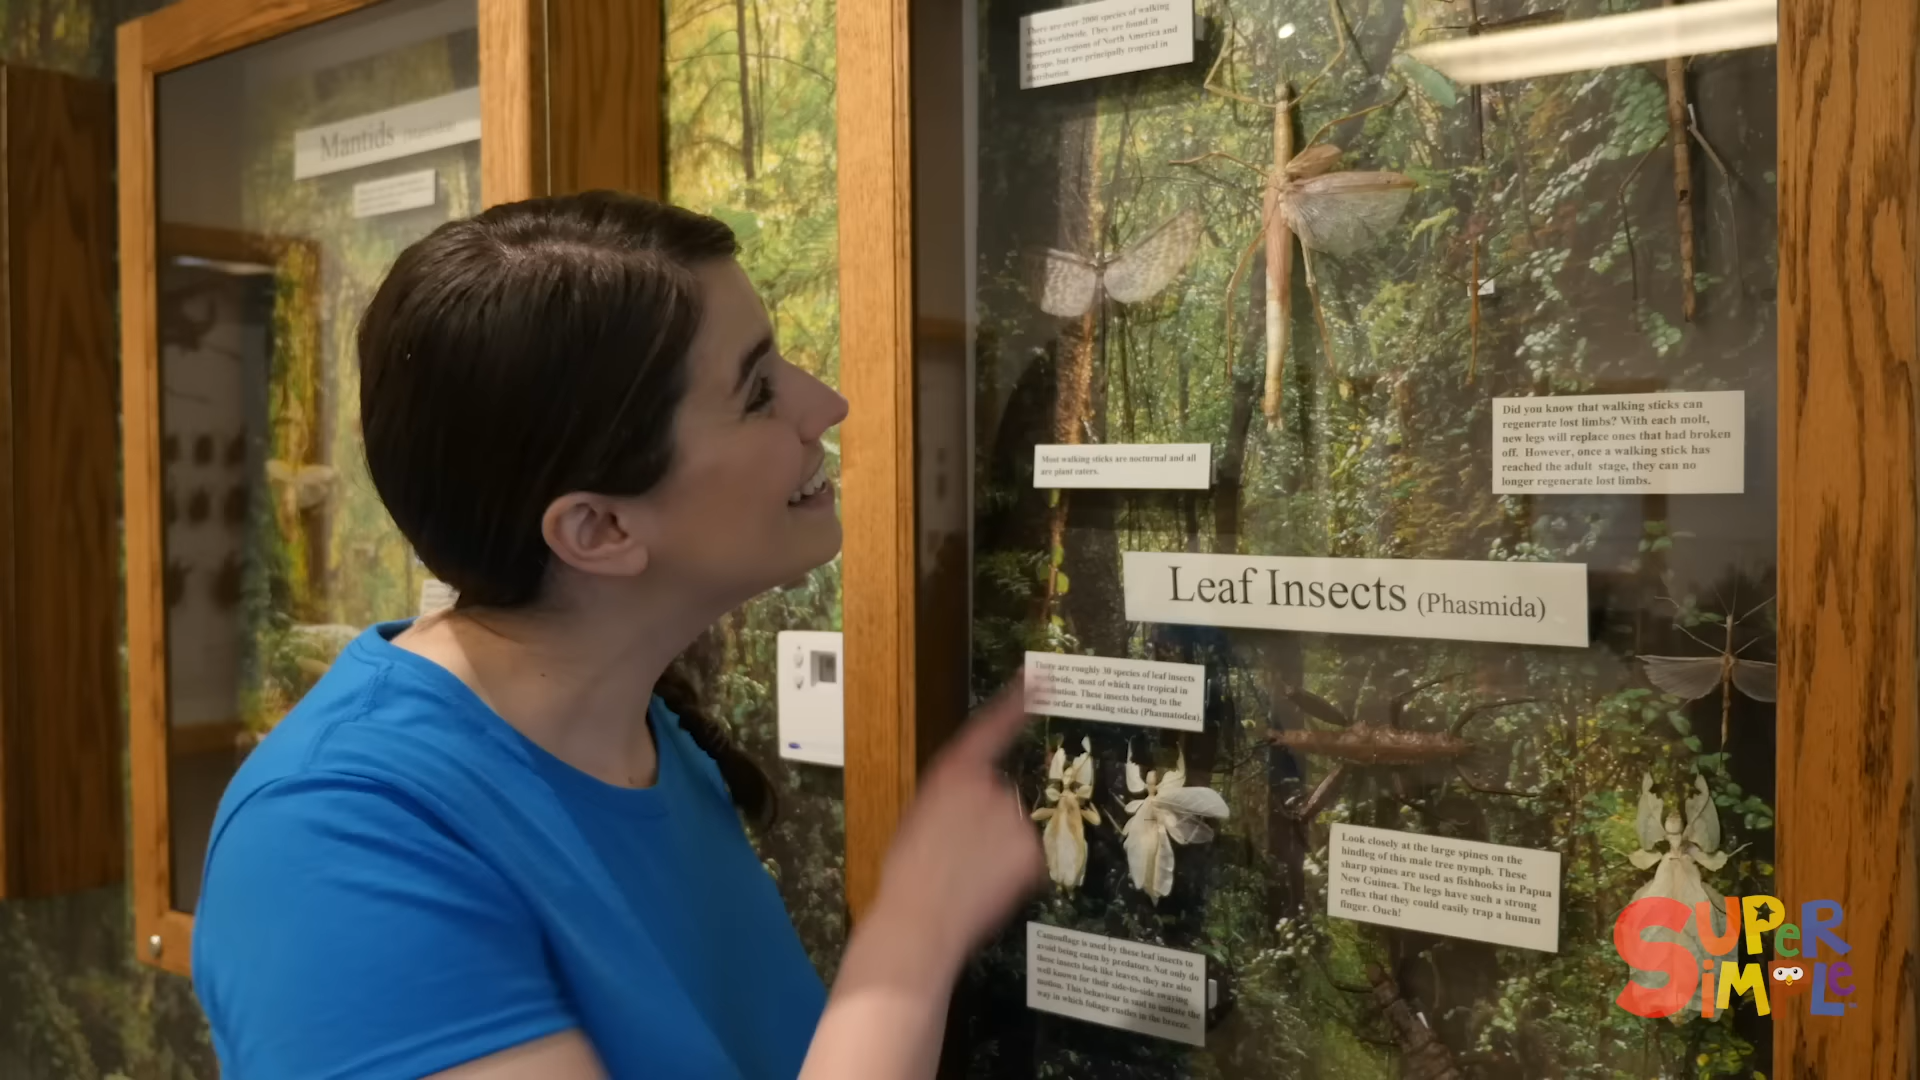 Mantids
There are over 2000 species of walking
sticks worldwide. They are found in
temperate regions of North America and
Europe, but are principally tropical in
distribution
Most walking sticks are nocturnal and all
are plant eaters.
Did you know that walking sticks can
regenerate lost limbs? With each molt,
new legs will replace ones that had broken
off. However, once a walking stick has
reached the adult stage, they can no
longer regenerate lost limbs.
Leaf Insects (Phasmida)
There are roughly 30 species of leaf insects
worldwide, most of which are tropical in
distribution. These insects belong to the
same order as walking sticks (Phasmatodea).
Look closely at the large spines on the
hindleg of this male tree nymph. These
sharp spines are used as fishhooks in Papua
New Guinea. The legs have such a strong
reflex that they could easily trap a human
finger. Ouch!
Camouflage is used by these leaf insects to
avoid being eaten by predators. Not only do
these insects look like leaves, they are also
well known for their side-to-side swaying
motion. This behaviour is said to imitate the
way in which foliage rustles in the breeze.
SUPER
SIMPLE